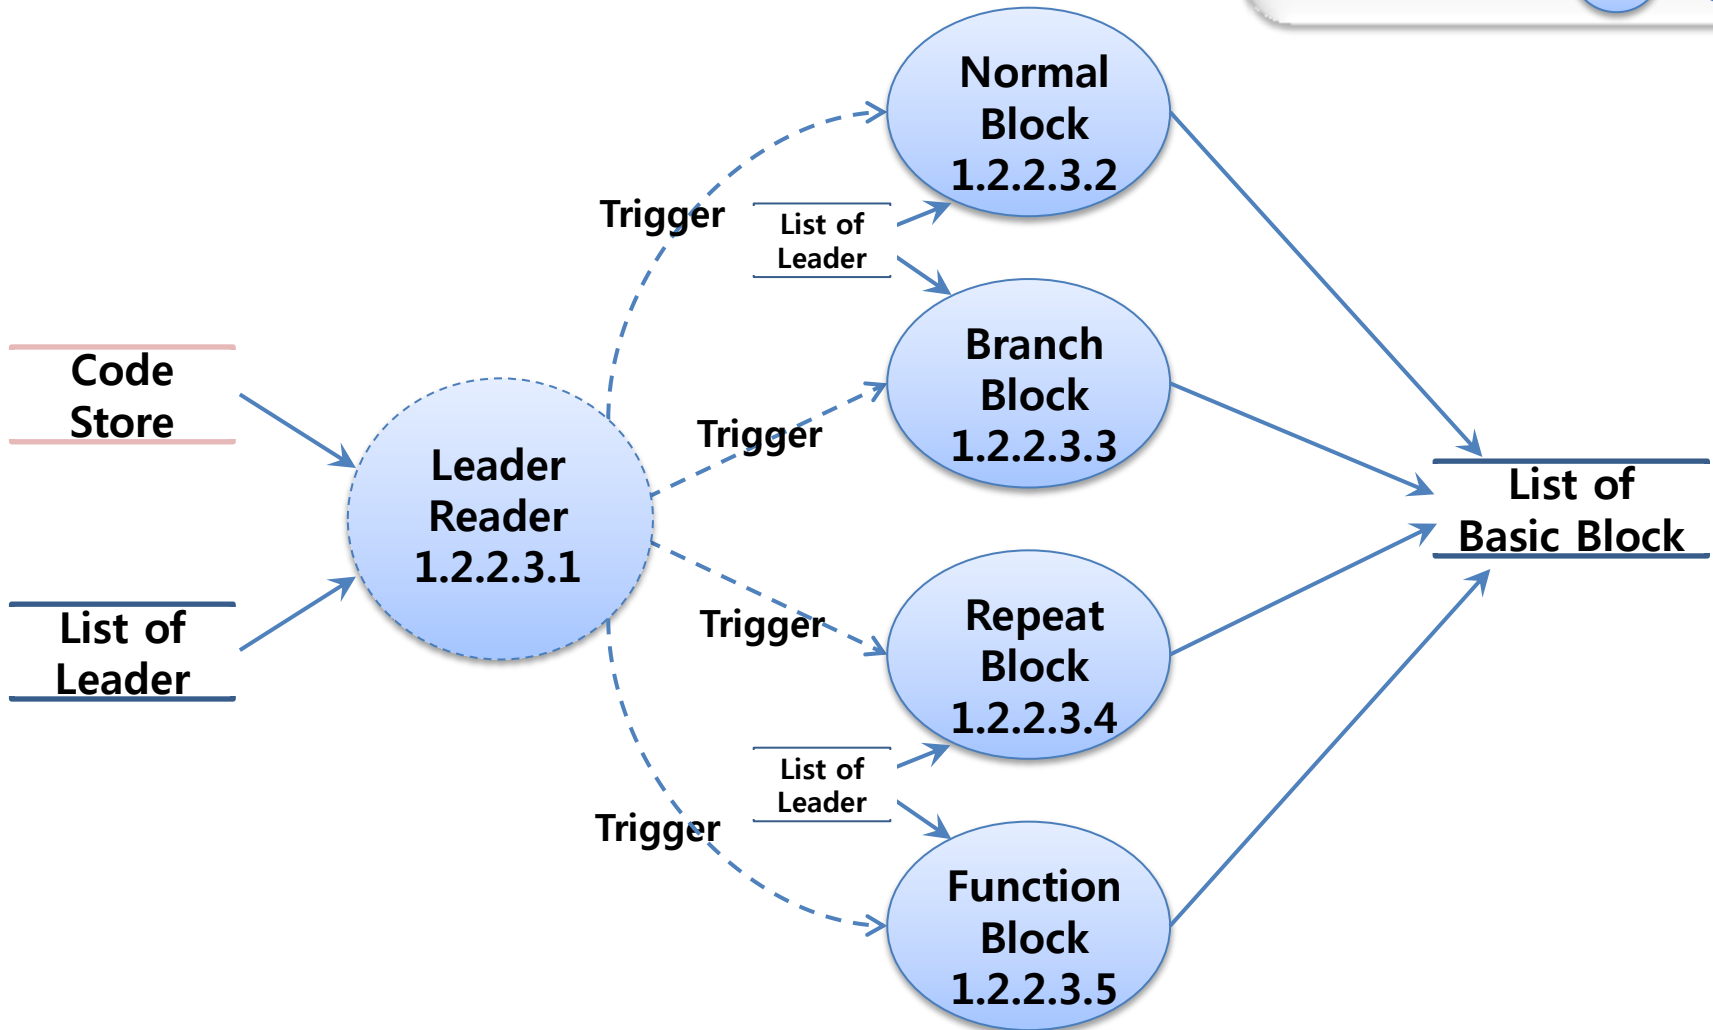 Normal
Block
1.2.2.3.2
Trigger
List of
Leader
Code
Store
Branch
Block
1.2.2.3.3
Trigger
Leader
Reader
1.2.2.3.1
List of
Basic Block
List of
Leader
Trigger
Repeat
Block
1.2.2.3.4
List of
Leader
Trigger
Function
Block
1.2.2.3.5